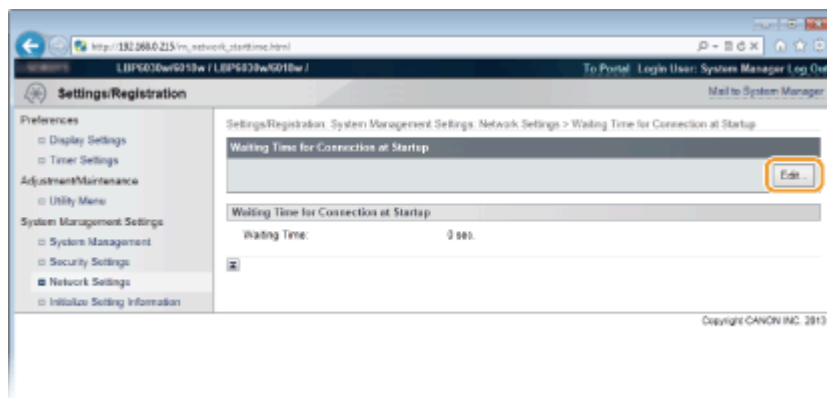 http://192.168.0.215/m_network_starttime.html
LBP6030w/6018w / LBP6030w/6018w /
To Portal Login User: System Manager Log Out
Settings/Registration
Mail to System Manager
Preferences
Display Settings
Timer Settings
Adjustment/Maintenance
Utility Menu
System Management Settings
System Management
Security Settings
Network Settings
Initialize Setting Information
Settings/Registration: System Management Settings: Network Settings > Waiting Time for Connection at Startup
Waiting Time for Connection at Startup
Edit...
Waiting Time for Connection at Startup
Waiting Time: 0 sec.
Copyright CANON INC. 2013